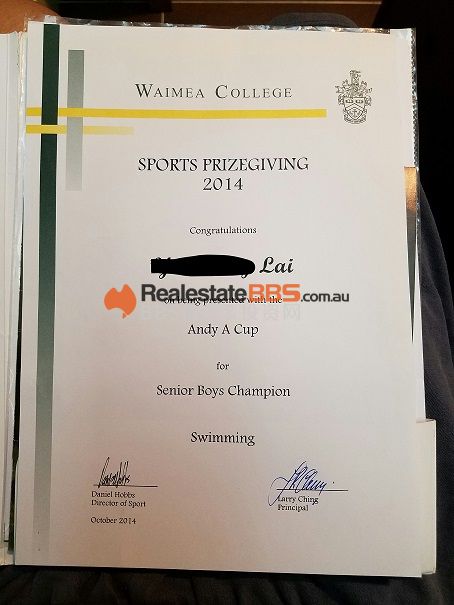 WAIMEA COLLEGE
SPORTS PRIZEGIVING
2014
Congratulations
Lai
RealestateBBS.com.au
on being presented with the
Andy A Cup
for
Senior Boys Champion
Swimming
Daniel Hobbs
Director of Sport
Larry Ching
Principal
October 2014